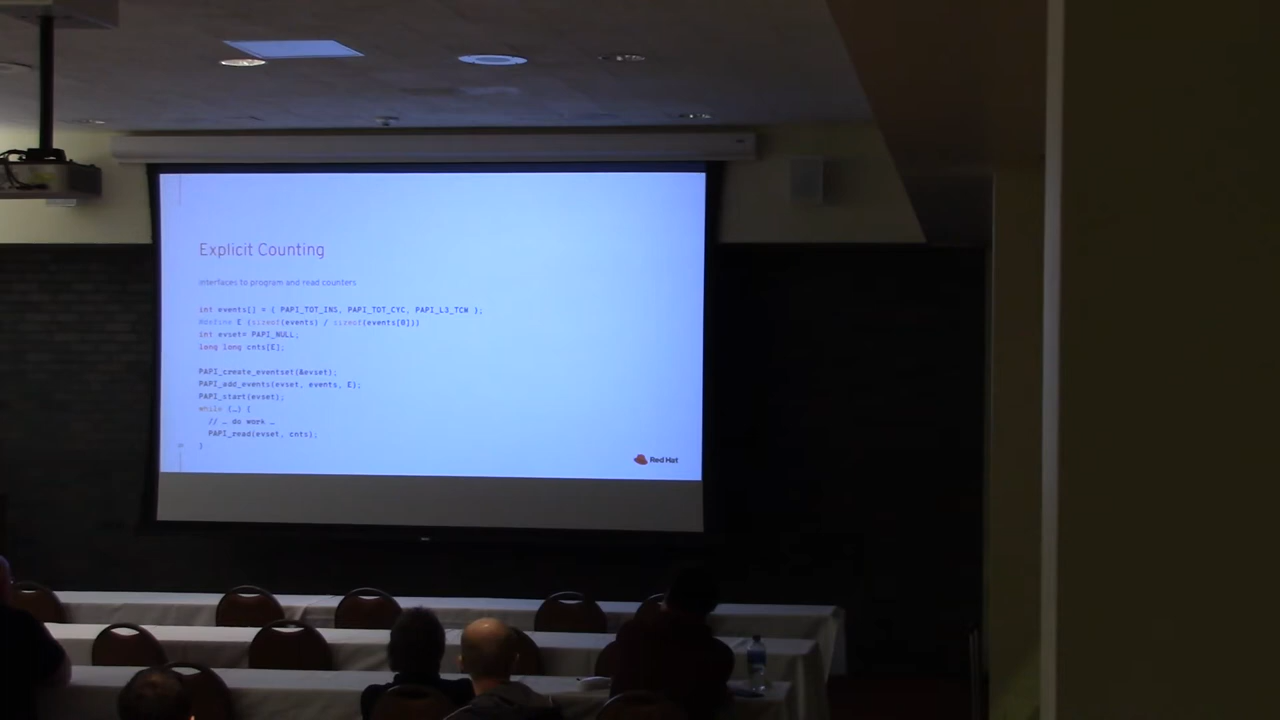 Explicit Counting
interfaces to program and read counters
int events[] = { PAPI_TOT_INS, PAPI_TOT_CYC, PAPI_L3_TCW };
#define E (sizeof(events) / sizeof(events[0]))
int evset= PAPI_NULL;
long long cnts[E];
PAPI_create_eventset(&evset);
PAPI_add_events(evset, events, E);
PAPI_start(evset);
while (…) {
// … do work …
PAPI_read(evset, cnts);
}
Red Hat